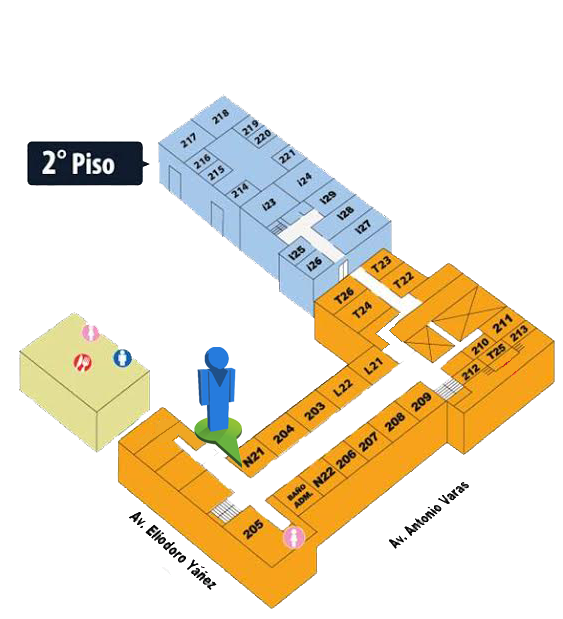 2° Piso
218
217
219
220
216
215
221
214
I24
I23
I29
I28
I27
I25
I26
T23
T22
T26
T24
211
213
210
T25
212
L21
L22
209
203
208
204
207
N21
206
N22
BAÑO
ADM.
205
Av. Eliodoro Yáñez
Av. Antonio Varas